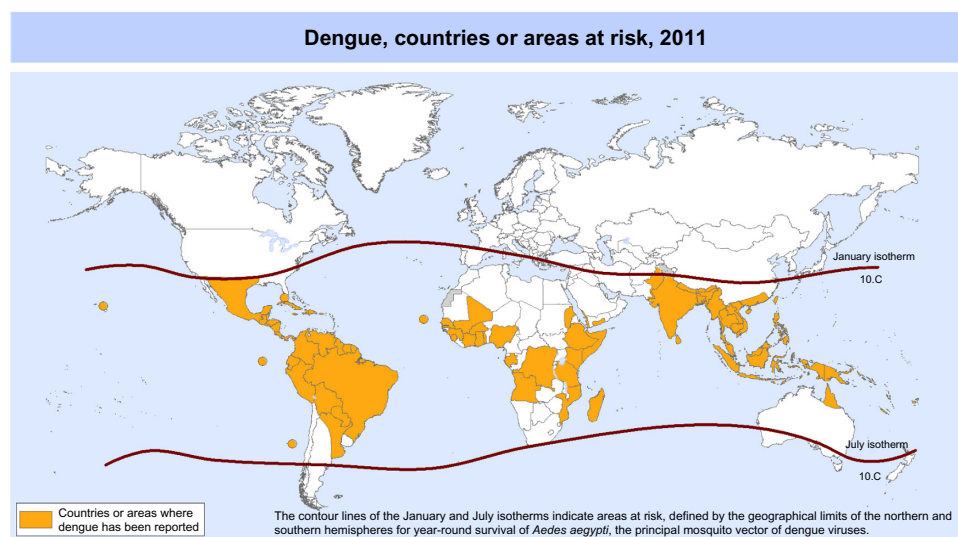 Dengue, countries or areas at risk, 2011
January isotherm
10.C
July isotherm
10.C
Countries or areas where
dengue has been reported
The contour lines of the January and July isotherms indicate areas at risk, defined by the geographical limits of the northern and
southern hemispheres for year-round survival of Aedes aegypti, the principal mosquito vector of dengue viruses.